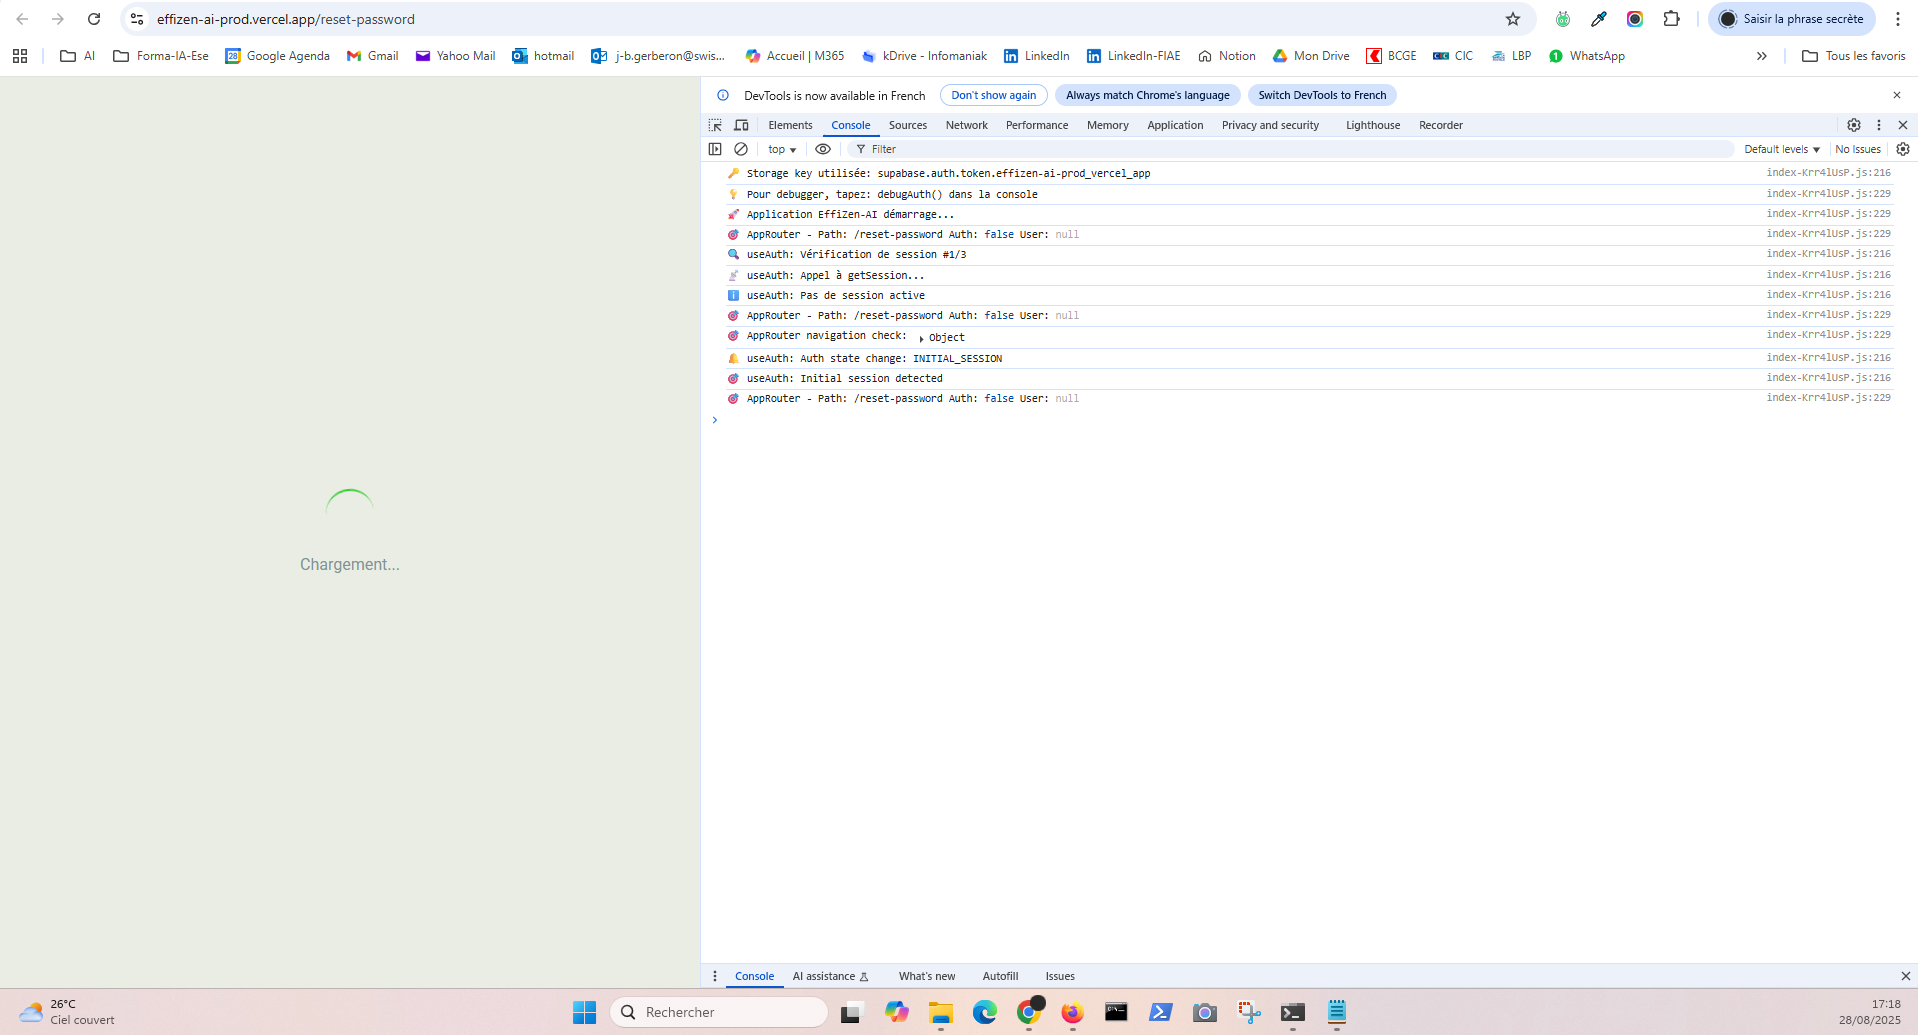 effizen-ai-prod.vercel.app/reset-password
Saisir la phrase secrète
AI
Forma-IA-Ese
28 Google Agenda
Gmail
Yahoo Mail
hotmail
j-b.gerberon@swis...
Accueil | M365
kDrive - Infomaniak
LinkedIn
LinkedIn-FIAE
Notion
Mon Drive
BCGE
CIC
LBP
1 WhatsApp
Tous les favoris
DevTools is now available in French
Don't show again
Always match Chrome's language
Switch DevTools to French
Elements Console Sources Network Performance Memory Application Privacy and security Lighthouse Recorder
top
Filter
Default levels
No Issues
🔑 Storage key utilisée: supabase.auth.token.effizen-ai-prod_vercel_app index-Krr4lUsP.js:216
💡 Pour debugger, tapez: debugAuth() dans la console index-Krr4lUsP.js:229
🚀 Application EffiZen-AI démarrage... index-Krr4lUsP.js:229
🎯 AppRouter - Path: /reset-password Auth: false User: null index-Krr4lUsP.js:229
🔍 useAuth: Vérification de session #1/3 index-Krr4lUsP.js:216
📡 useAuth: Appel à getSession... index-Krr4lUsP.js:216
ℹ️ useAuth: Pas de session active index-Krr4lUsP.js:216
🎯 AppRouter - Path: /reset-password Auth: false User: null index-Krr4lUsP.js:229
🎯 AppRouter navigation check: ▶ Object index-Krr4lUsP.js:229
🔔 useAuth: Auth state change: INITIAL_SESSION index-Krr4lUsP.js:216
🎯 useAuth: Initial session detected index-Krr4lUsP.js:216
🎯 AppRouter - Path: /reset-password Auth: false User: null index-Krr4lUsP.js:229
Chargement...
Console AI assistance What's new Autofill Issues
26°C
Ciel couvert
Rechercher
17:18
28/08/2025